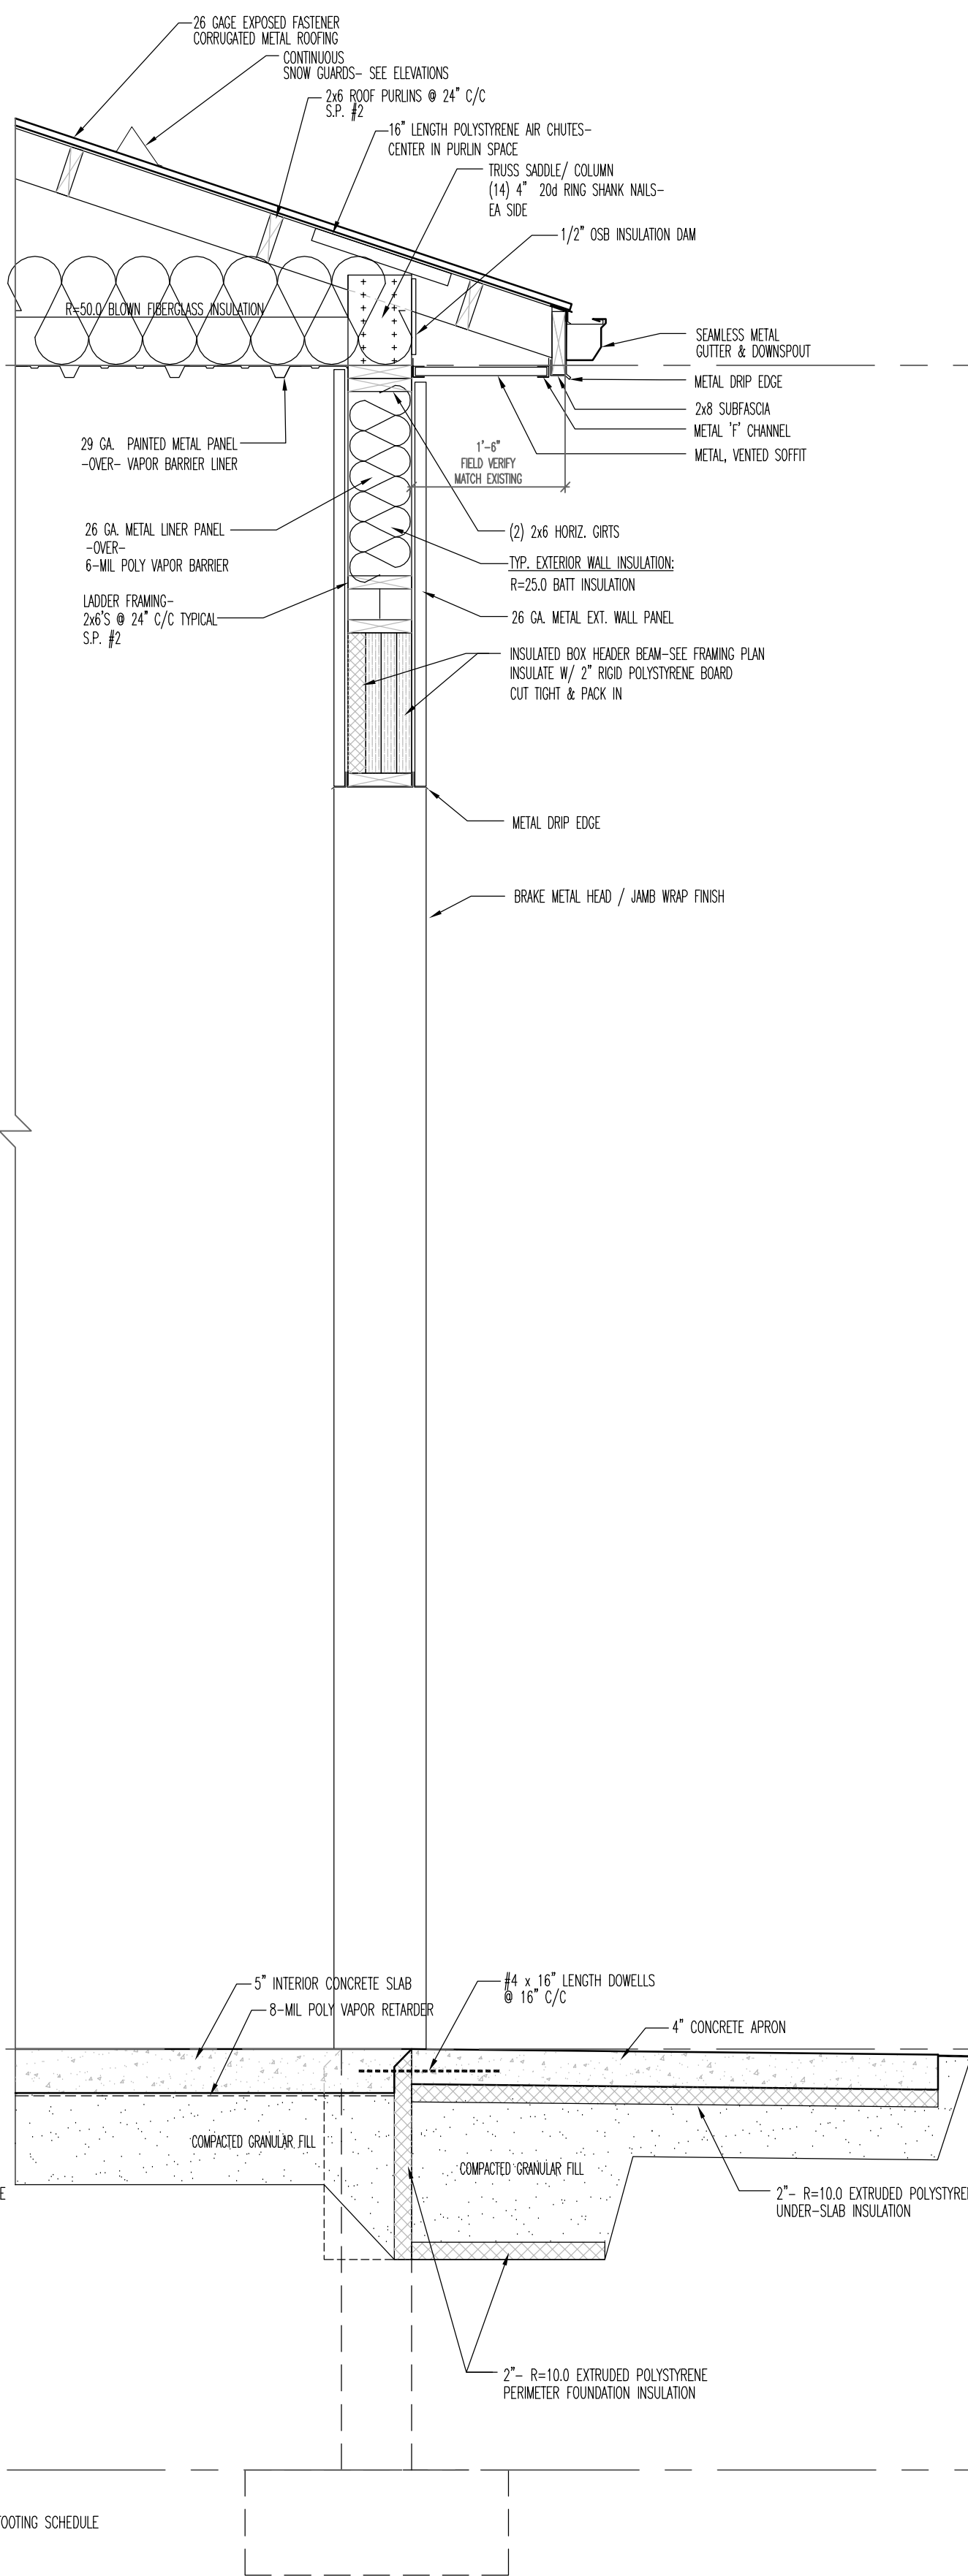 26 GAGE EXPOSED FASTENER
CORRUGATED METAL ROOFING
CONTINUOUS
SNOW GUARDS- SEE ELEVATIONS
2x6 ROOF PURLINS @ 24" C/C
S.P. #2
16" LENGTH POLYSTYRENE AIR CHUTES-
CENTER IN PURLIN SPACE
TRUSS SADDLE/ COLUMN
(14) 4" 20d RING SHANK NAILS-
EA SIDE
1/2" OSB INSULATION DAM
R=50.0 BLOWN FIBERGLASS INSULATION
SEAMLESS METAL
GUTTER & DOWNSPOUT
METAL DRIP EDGE
2x8 SUBFASCIA
METAL 'F' CHANNEL
METAL, VENTED SOFFIT
29 GA. PAINTED METAL PANEL
-OVER- VAPOR BARRIER LINER
1'-6"
FIELD VERIFY
MATCH EXISTING
26 GA. METAL LINER PANEL
-OVER-
6-MIL POLY VAPOR BARRIER
(2) 2x6 HORIZ. GIRTS
TYP. EXTERIOR WALL INSULATION:
R=25.0 BATT INSULATION
LADDER FRAMING-
2x6'S @ 24" C/C TYPICAL
S.P. #2
26 GA. METAL EXT. WALL PANEL
INSULATED BOX HEADER BEAM-SEE FRAMING PLAN
INSULATE W/ 2" RIGID POLYSTYRENE BOARD
CUT TIGHT & PACK IN
METAL DRIP EDGE
BRAKE METAL HEAD / JAMB WRAP FINISH
5" INTERIOR CONCRETE SLAB
8-MIL POLY VAPOR RETARDER
#4 x 16" LENGTH DOWELLS
@ 16" C/C
4" CONCRETE APRON
COMPACTED GRANULAR FILL
COMPACTED GRANULAR FILL
2"- R=10.0 EXTRUDED POLYSTYRE
UNDER-SLAB INSULATION
2"- R=10.0 EXTRUDED POLYSTYRENE
PERIMETER FOUNDATION INSULATION
OOTING SCHEDULE